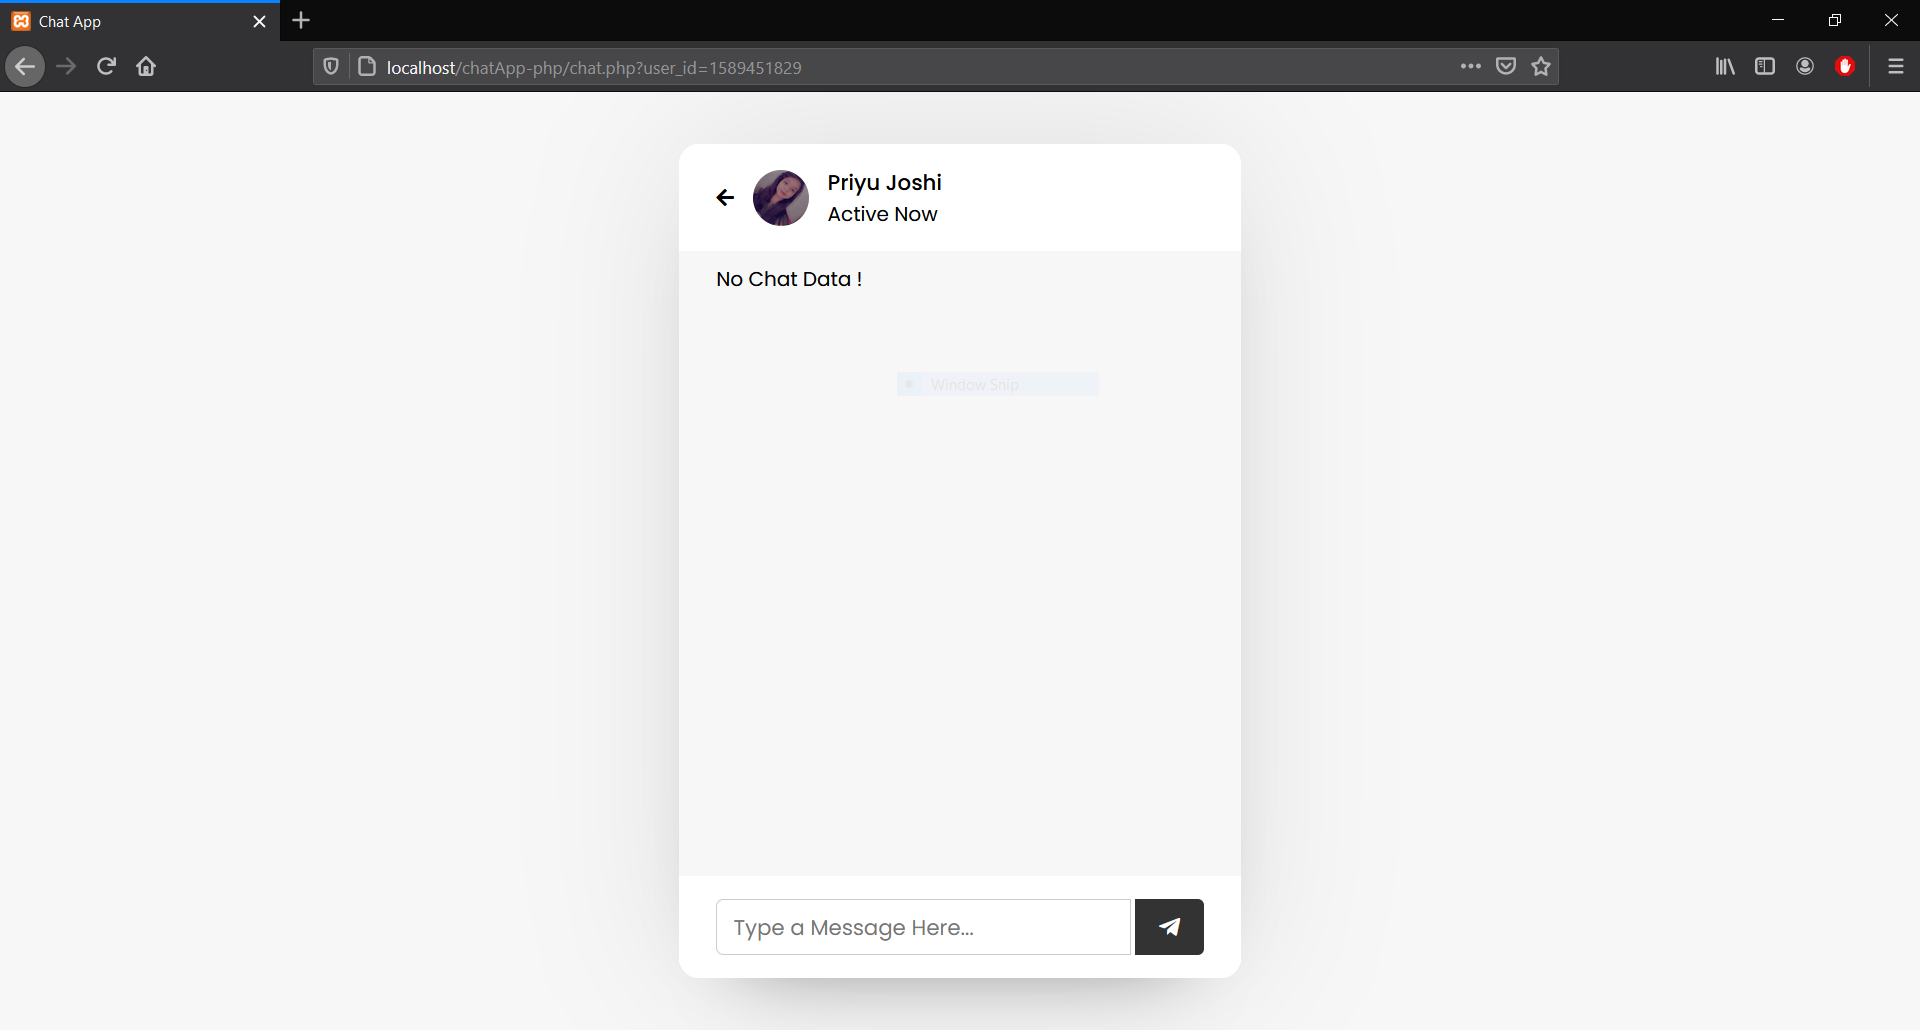 Chat App
localhost/chatApp-php/chat.php?user_id=1589451829
Priyu Joshi
Active Now
No Chat Data !
Window Snip
Type a Message Here...